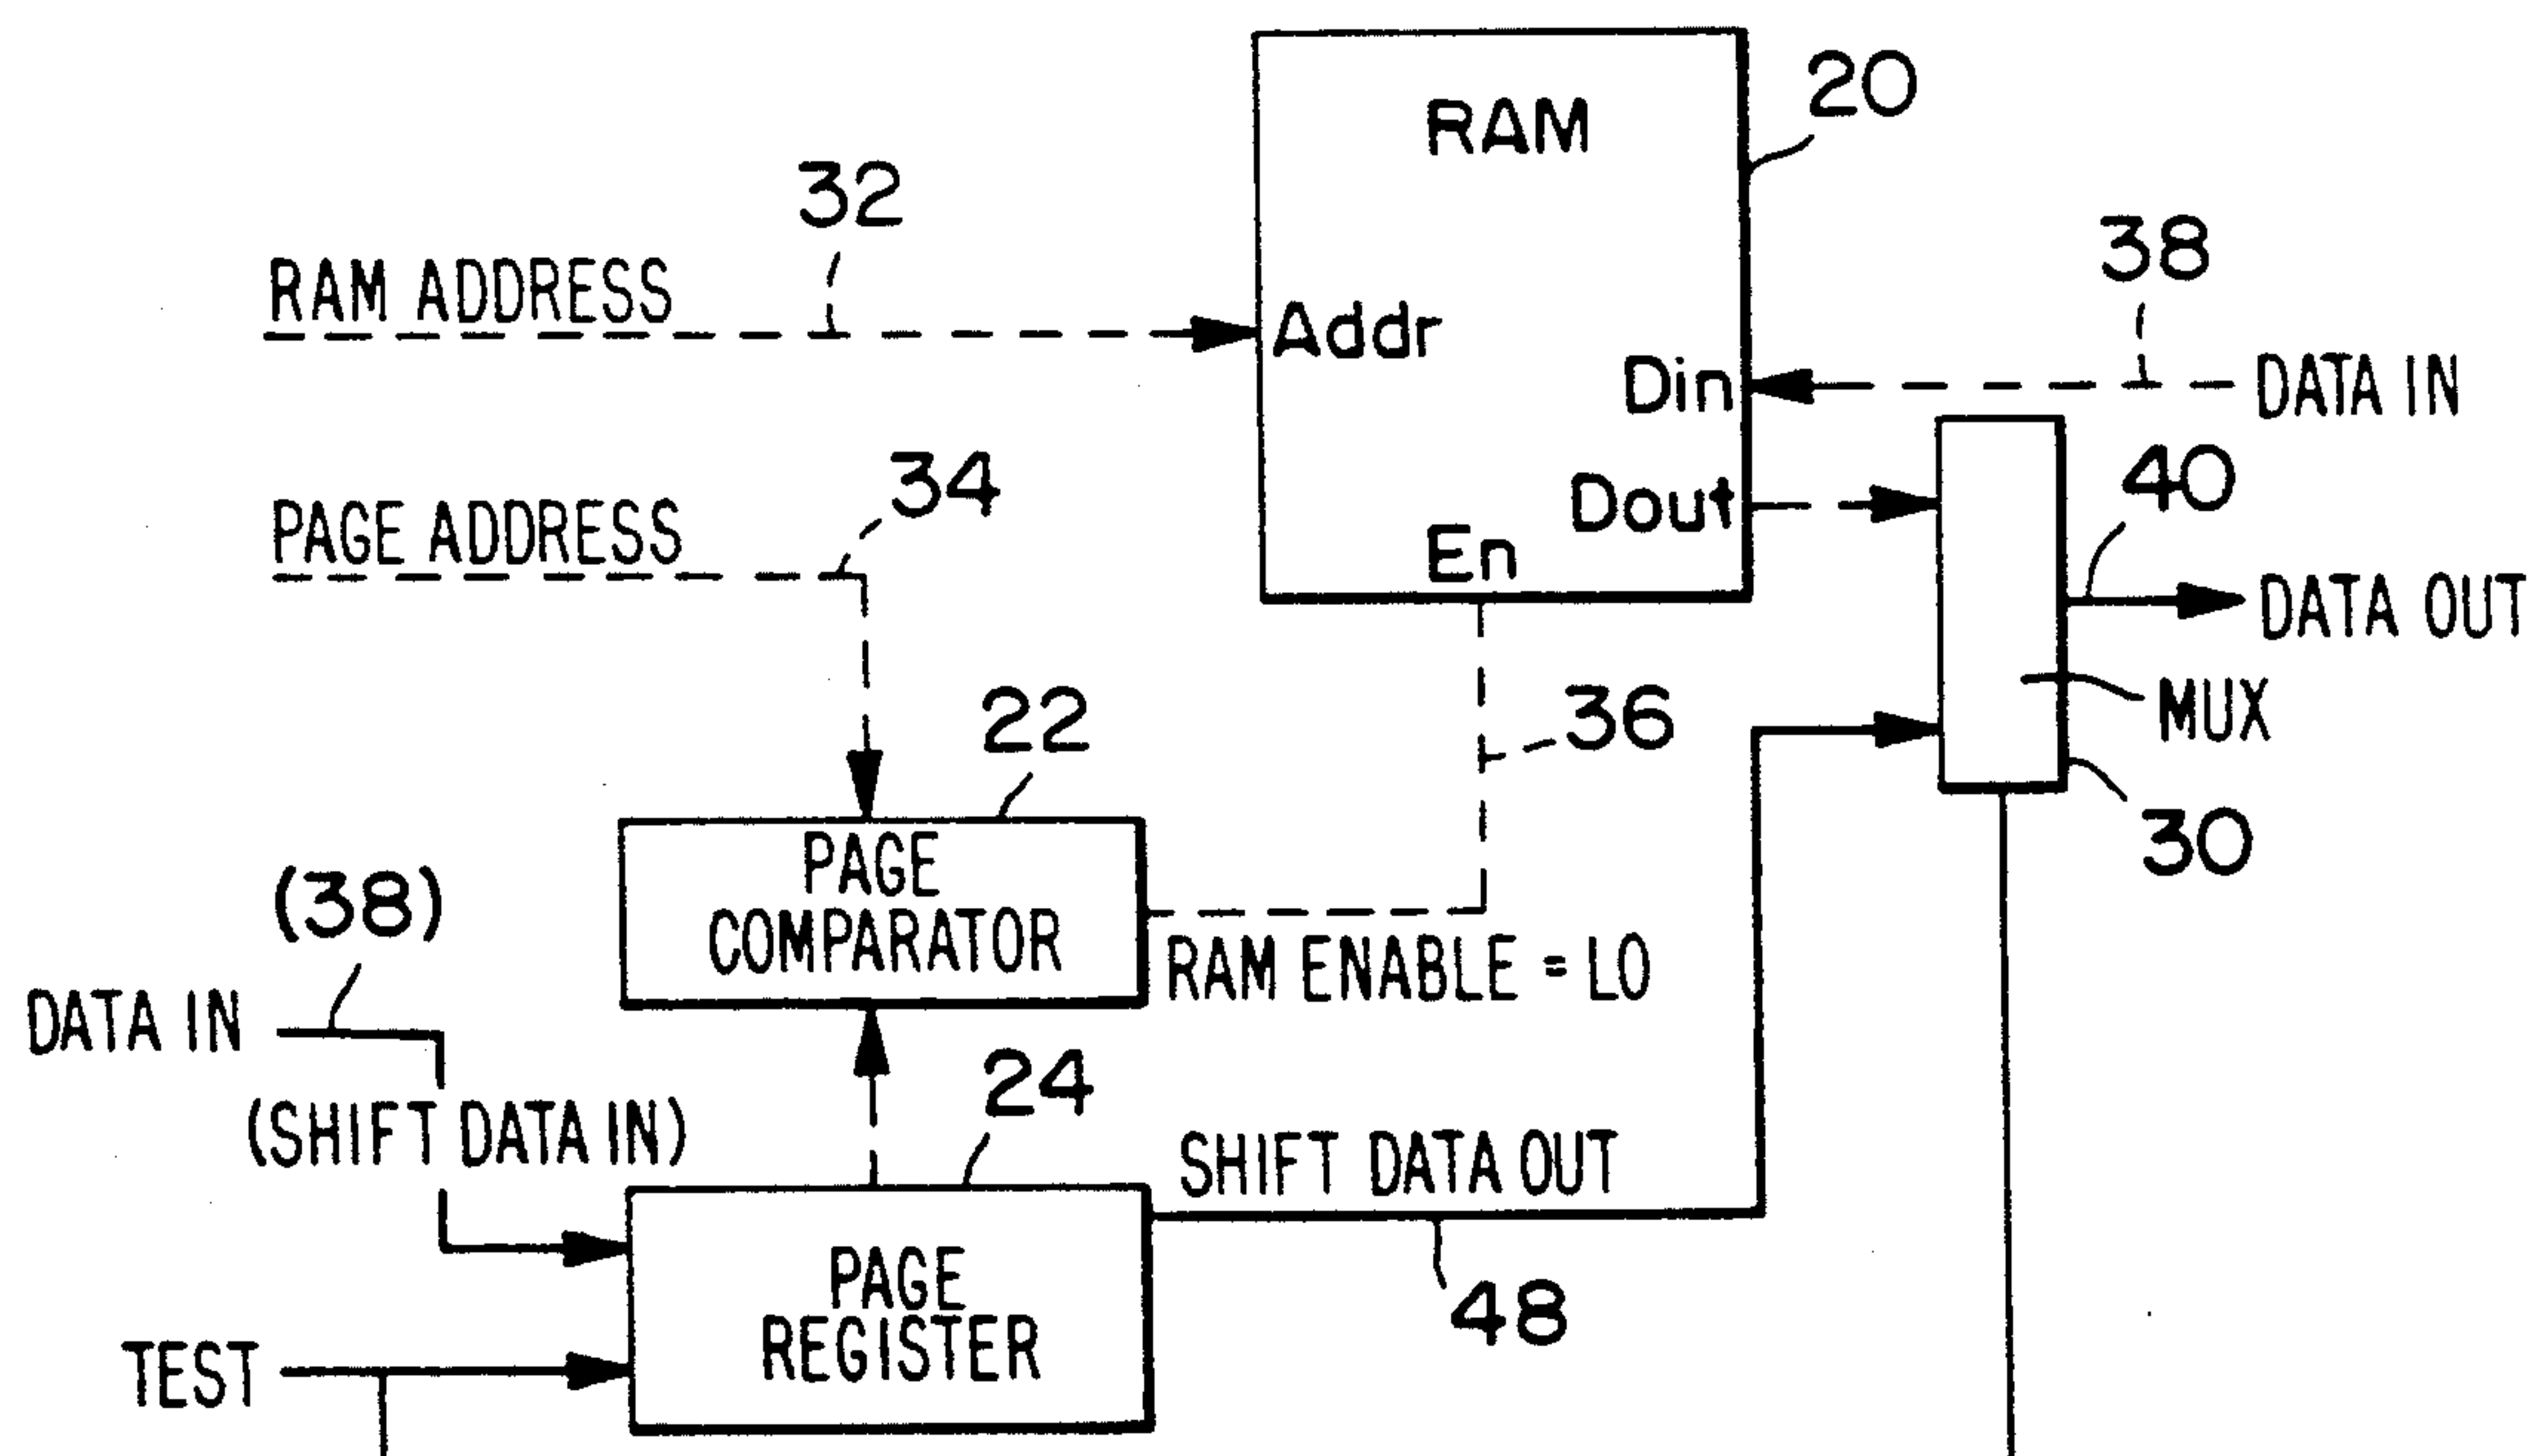 RAM
20
32
RAM ADDRESS
Addr
38
Din
DATA IN
34
PAGE ADDRESS
Dout
40
En
DATA OUT
22
36
MUX
30
PAGE
COMPARATOR
(38)
RAM ENABLE = LO
DATA IN
24
(SHIFT DATA IN)
SHIFT DATA OUT
48
PAGE
REGISTER
TEST